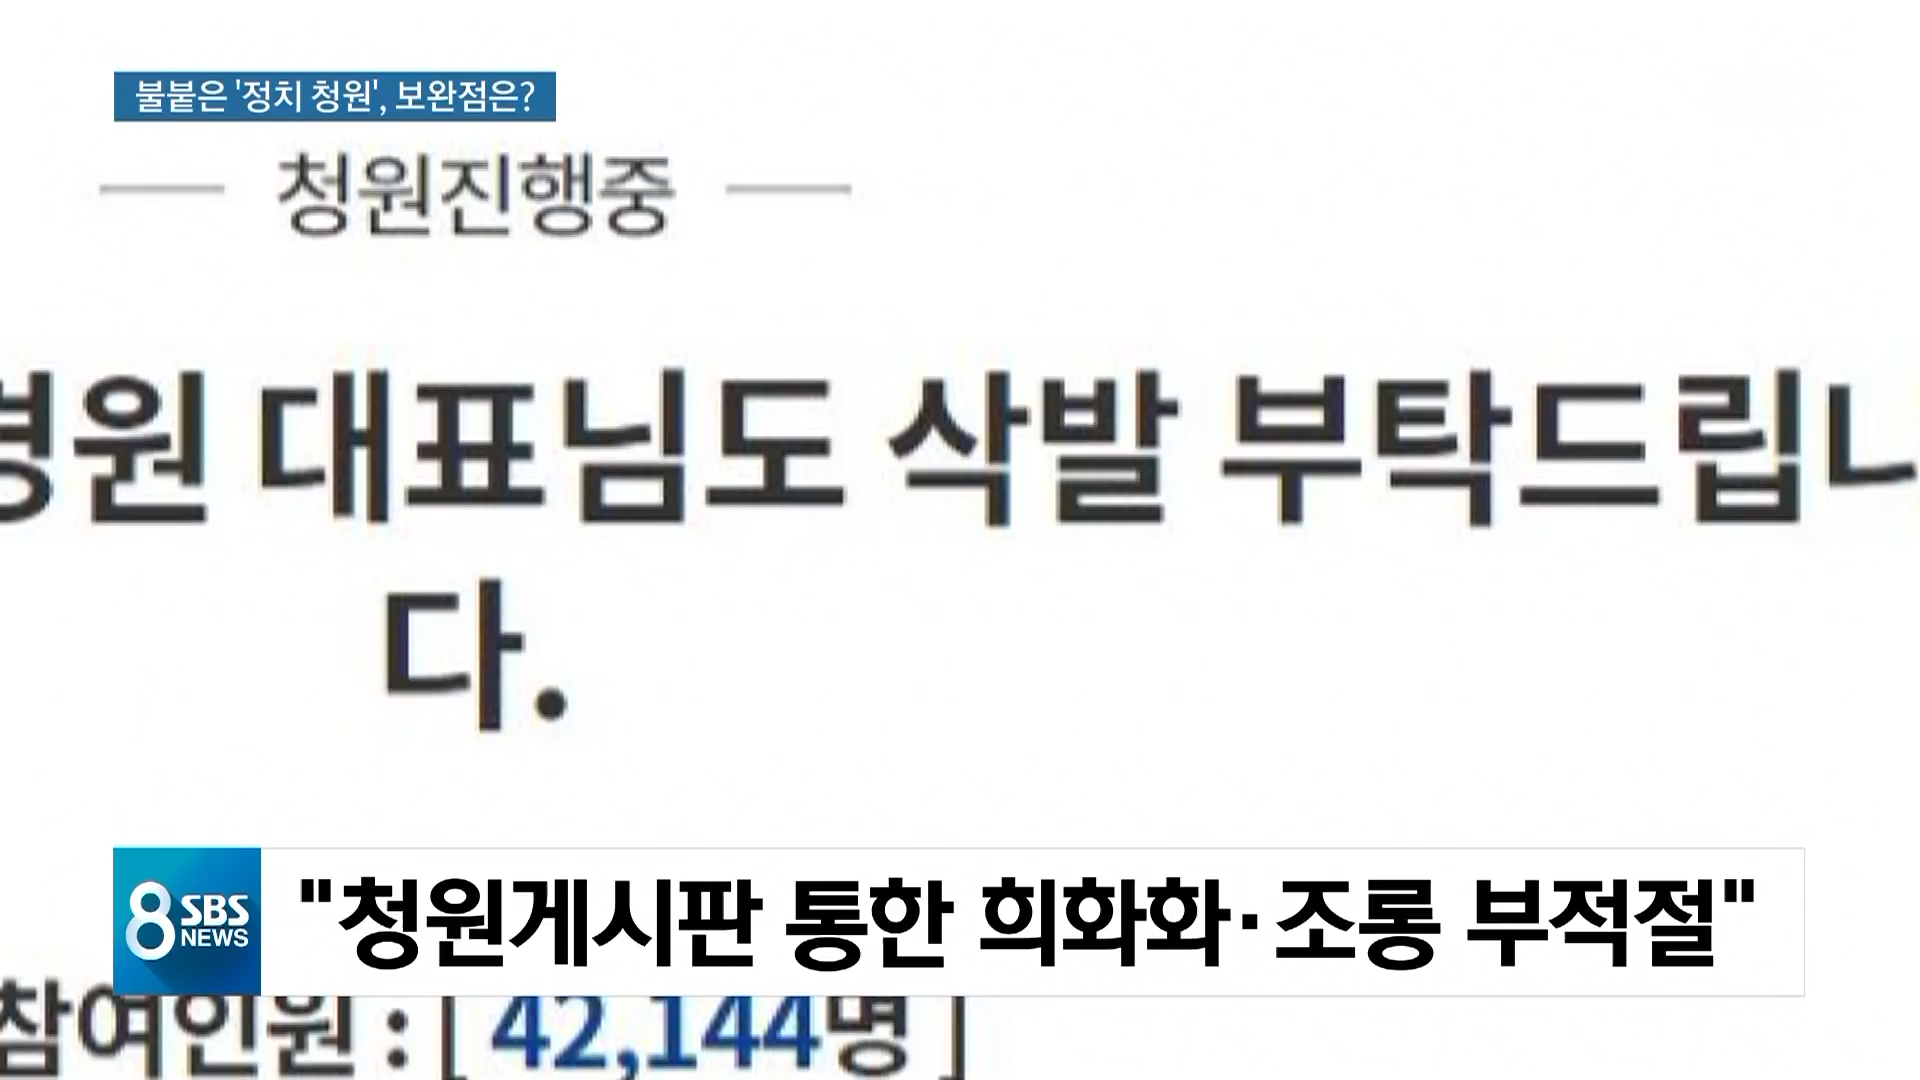 불붙은 '정치 청원', 보완점은?
청원진행중
경원 대표님도 삭발 부탁드립니
다.
8 SBS NEWS
"청원게시판 통한 희화화·조롱 부적절"
참여인원 : [ 42,144명 ]